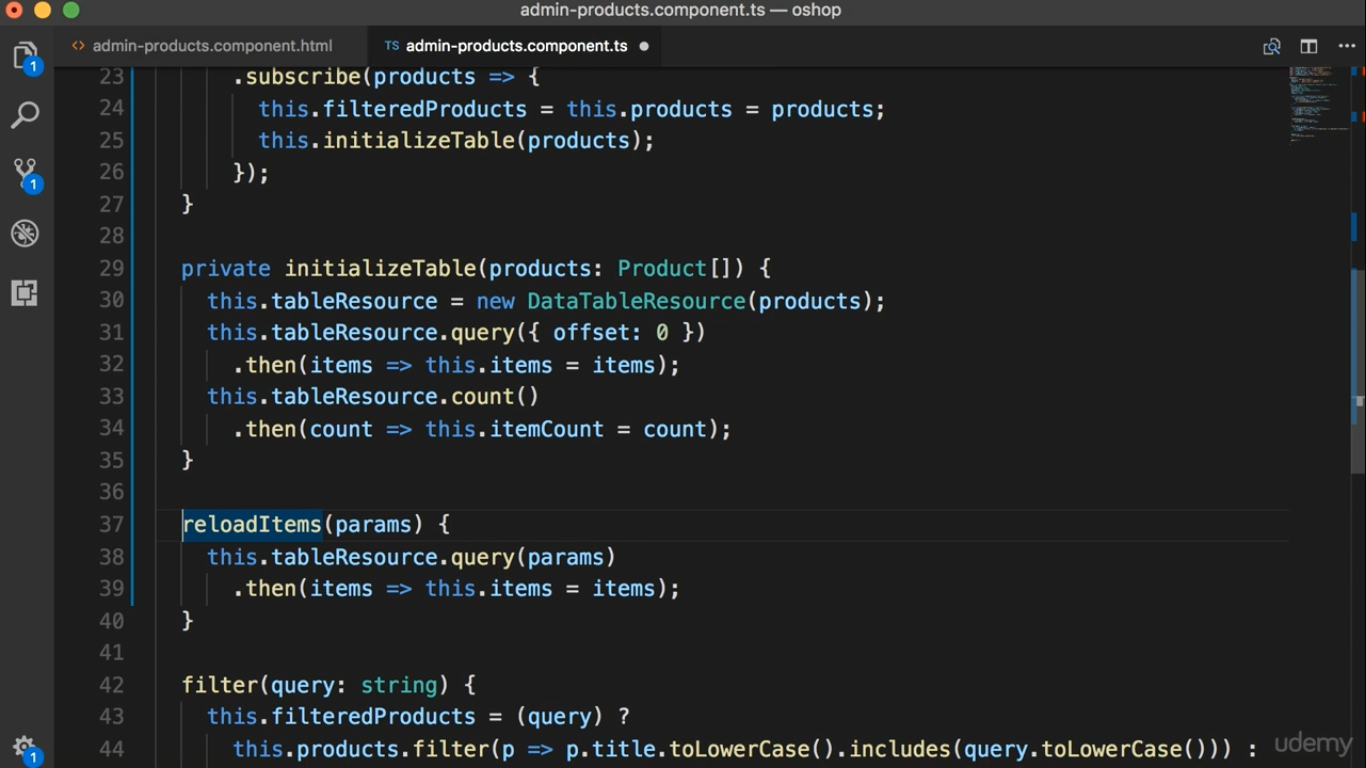 admin-products.component.ts — oshop
admin-products.component.html
TS admin-products.component.ts
1
1
1
23 .subscribe(products => {
24 this.filteredProducts = this.products = products;
25 this.initializeTable(products);
26 });
27 }
28
29 private initializeTable(products: Product[]) {
30 this.tableResource = new DataTableResource(products);
31 this.tableResource.query({ offset: 0 })
32 .then(items => this.items = items);
33 this.tableResource.count()
34 .then(count => this.itemCount = count);
35 }
36
37 reloadItems(params) {
38 this.tableResource.query(params)
39 .then(items => this.items = items);
40 }
41
42 filter(query: string) {
43 this.filteredProducts = (query) ?
44 this.products.filter(p => p.title.toLowerCase().includes(query.toLowerCase())) :
udemy